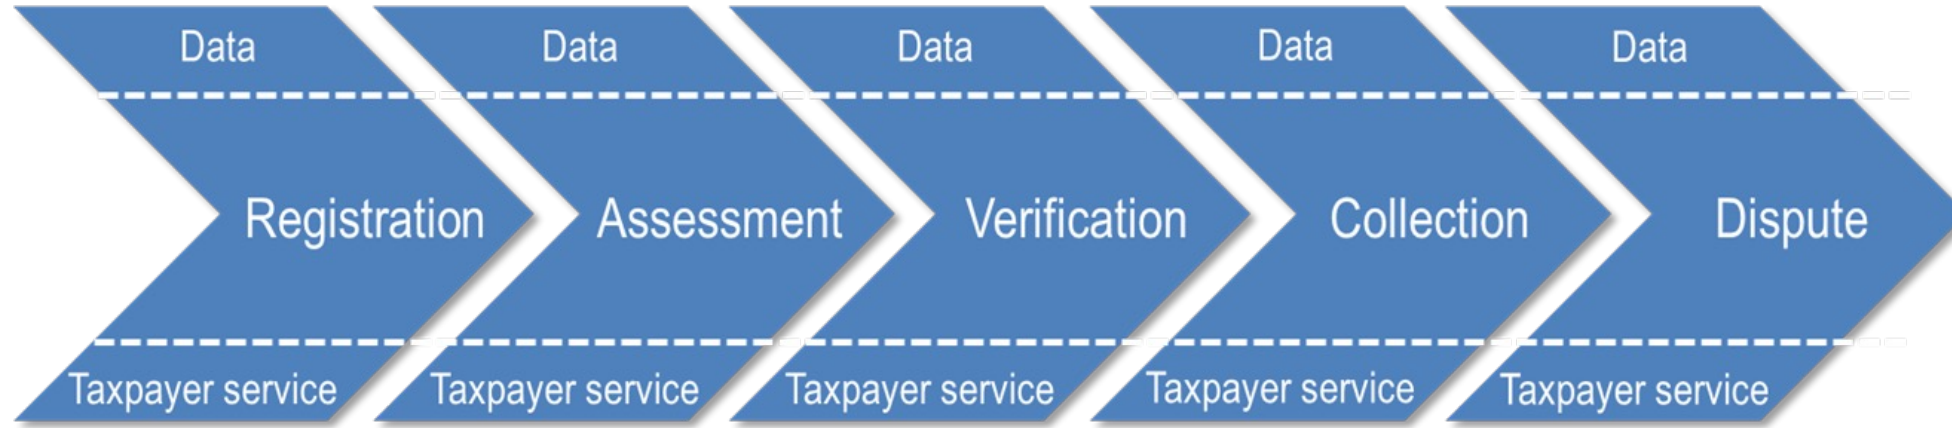 Data
Data
Data
Data
Data
Registration
Assessment
Verification
Collection
Dispute
Taxpayer service
Taxpayer service
Taxpayer service
Taxpayer service
Taxpayer service